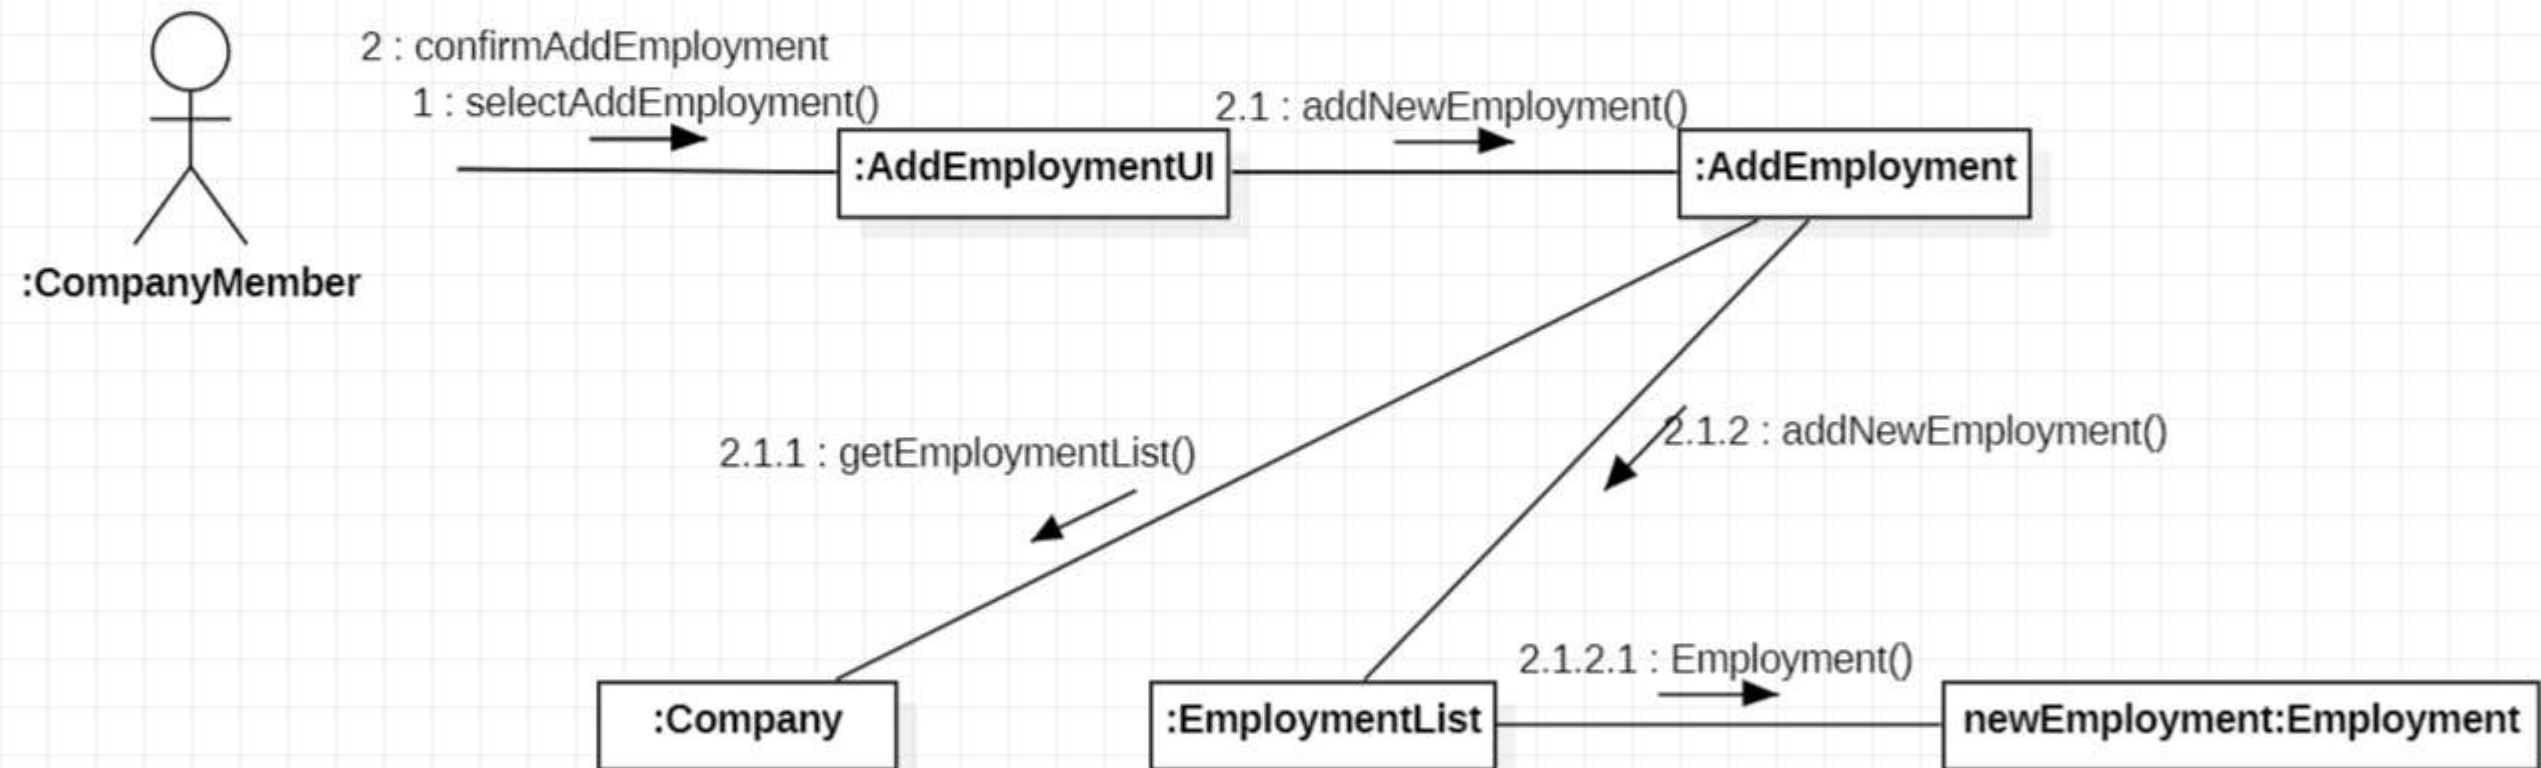 2 : confirmAddEmployment
1 : selectAddEmployment()
2.1 : addNewEmployment()
:AddEmploymentUI
:AddEmployment
:CompanyMember
2.1.1 : getEmploymentList()
2.1.2 : addNewEmployment()
2.1.2.1 : Employment()
:Company
:EmploymentList
newEmployment:Employment